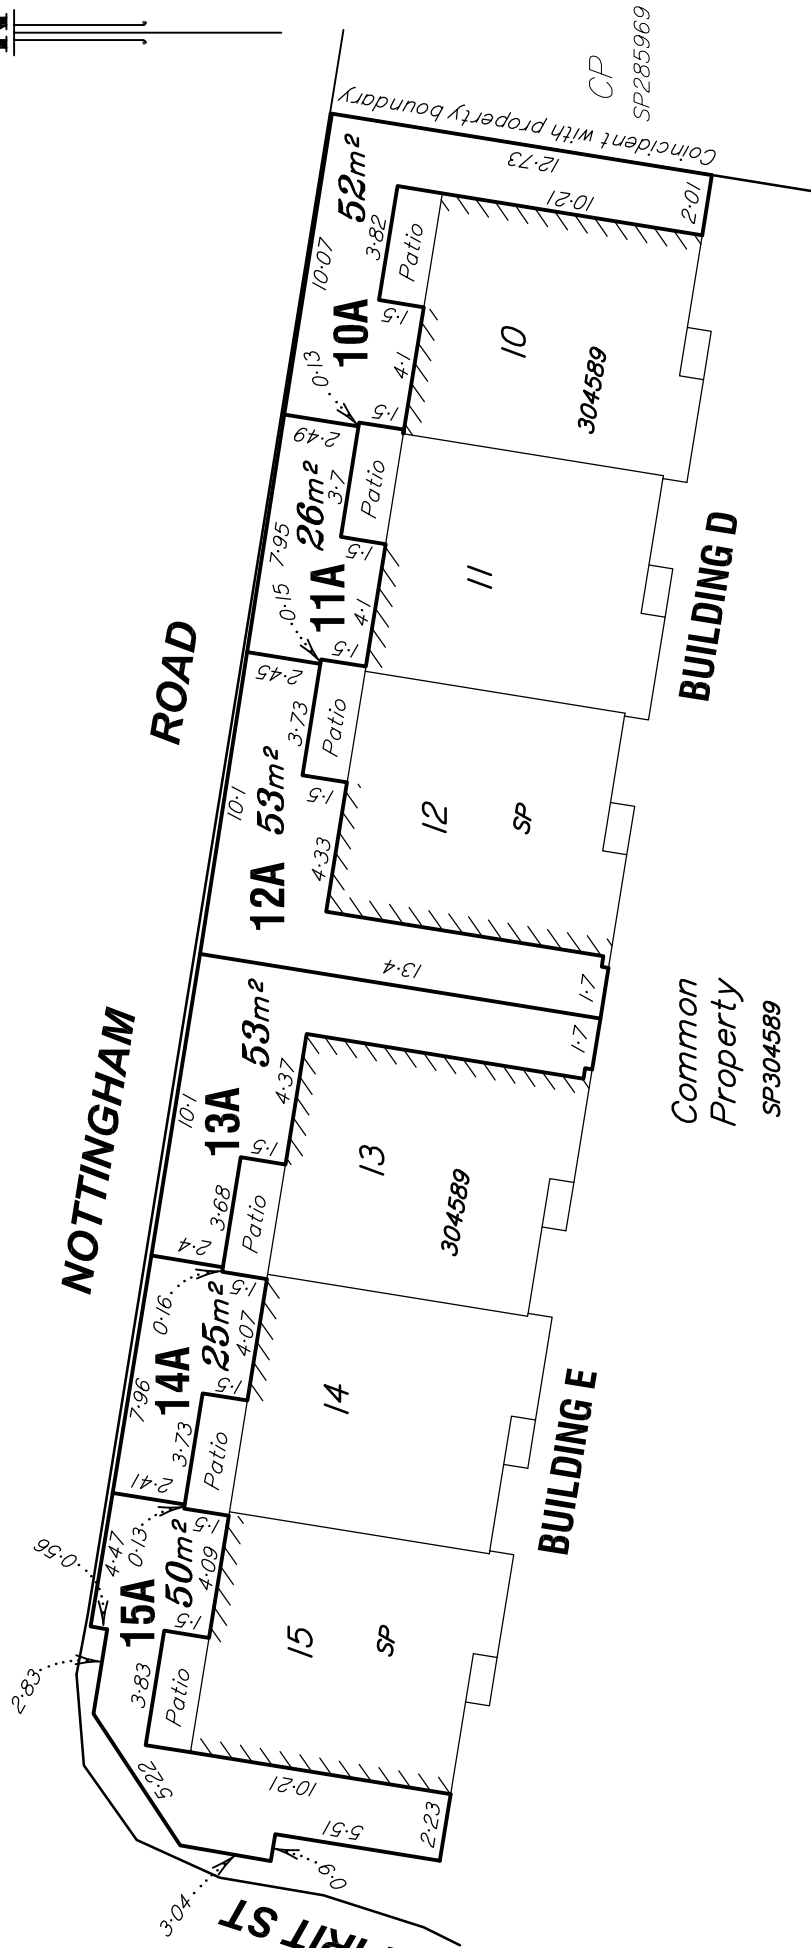 CP
SP285969
Coincident with property boundary
12·73
10·21
2·01
52m²
10·07
3·82
Patio
10A
1·5
4·1
1·5
0·13
10
304589
2·49
26m²
3·7
Patio
7·95
11A
1·5
4·1
1·5
0·15
11
BUILDING D
ROAD
2·45
3·73
Patio
10·1
53m²
1·5
4·33
12A
12
SP
13·4
1·7
1·7
Common
Property
SP304589
NOTTINGHAM
53m²
4·37
10·1
13A
1·5
3·68
Patio
2·4
0·16
13
304589
25m²
1·5
4·07
14A
7·96
1·5
3·73
Patio
2·41
0·13
14
BUILDING E
50m²
1·5
4·09
4·47
0·56
15A
1·5
3·83
Patio
2·83
15
SP
5·22
10·21
5·51
2·23
0·9
3·04
ST